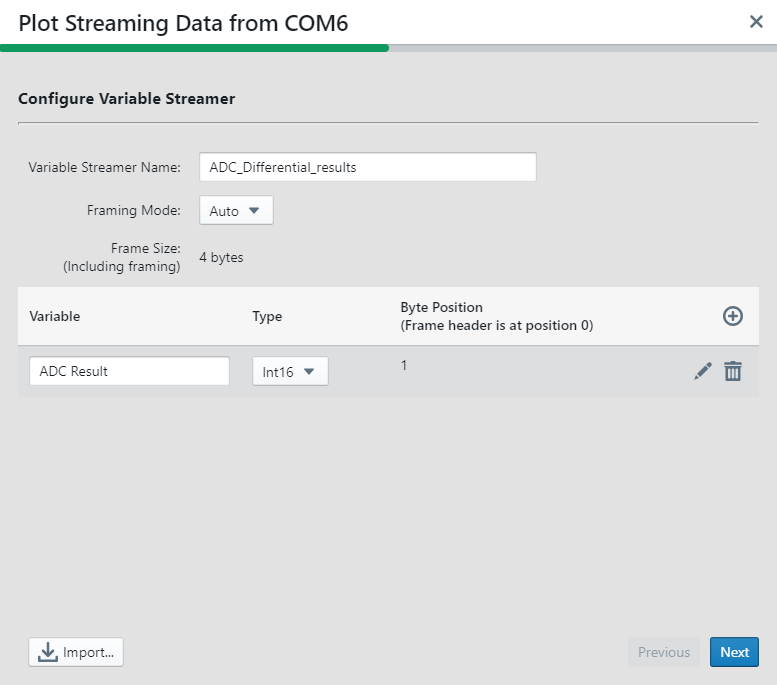 Plot Streaming Data from COM6
Configure Variable Streamer
Variable Streamer Name: ADC_Differential_results
Framing Mode: Auto
Frame Size:
(Including framing) 4 bytes
Variable Type Byte Position
(Frame header is at position 0)
ADC Result Int16 1
Import... Previous Next